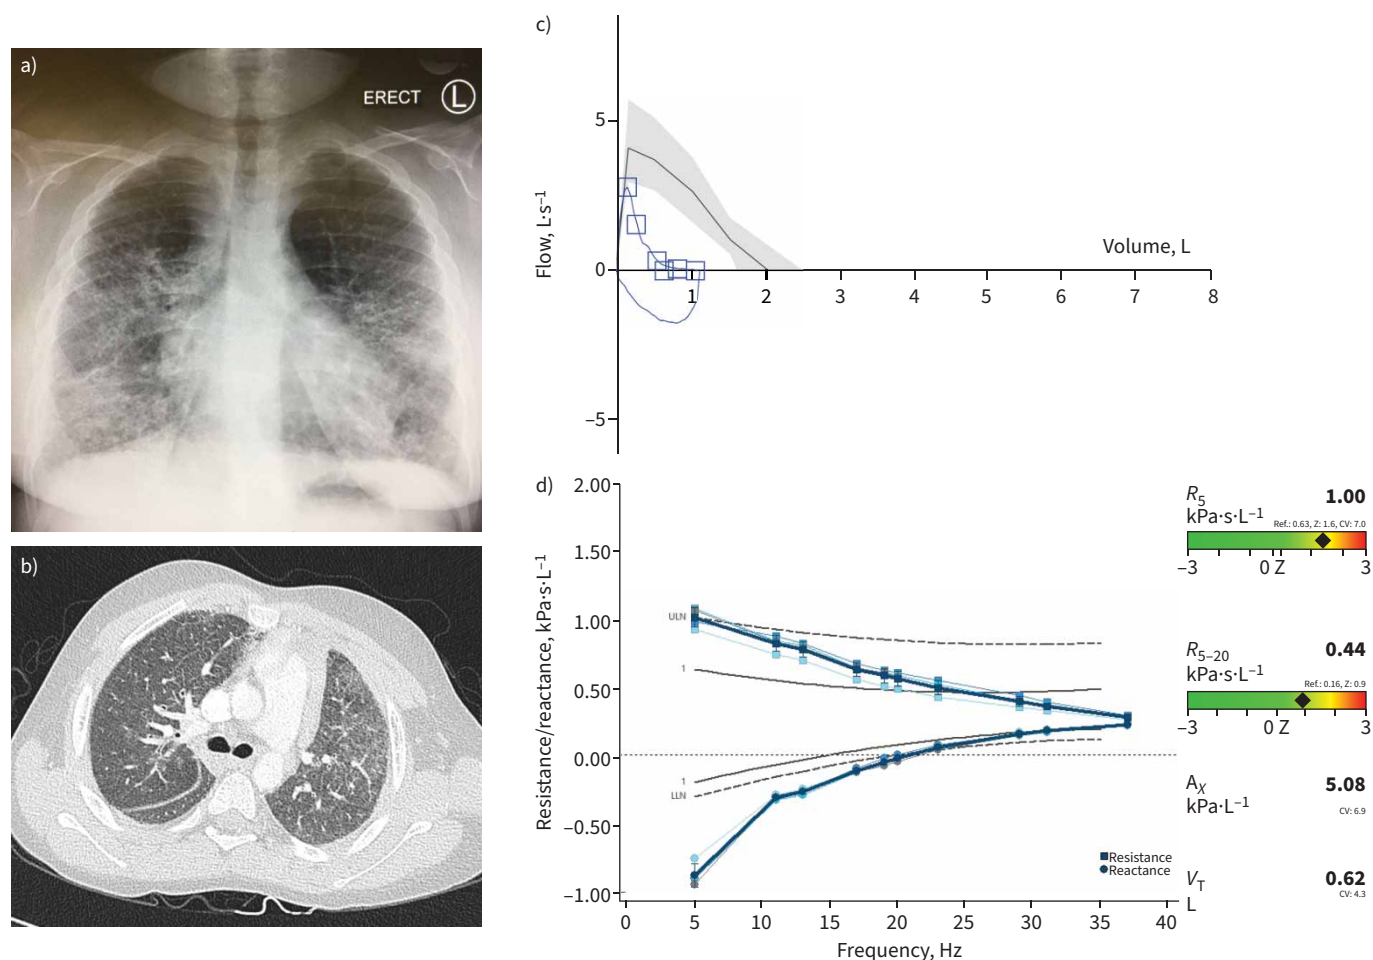 a)
ERECT L
b)
c)
Flow, L·s⁻¹
5
0
–5
Volume, L
1 2 3 4 5 6 7 8
d)
Resistance/reactance, kPa·s·L⁻¹
2.00
1.50
1.00
0.50
0.00
–0.50
–1.00
ULN
1
1
LLN
Resistance
Reactance
0 5 10 15 20 25 30 35 40
Frequency, Hz
R₅ 1.00
kPa·s·L⁻¹ Ref.: 0.63, Z: 1.6, CV: 7.0
–3 0 Z 3
R₅₋₂₀ 0.44
kPa·s·L⁻¹ Ref.: 0.16, Z: 0.9
–3 0 Z 3
Aₓ 5.08
kPa·L⁻¹ CV: 6.9
V_T 0.62
L CV: 4.3